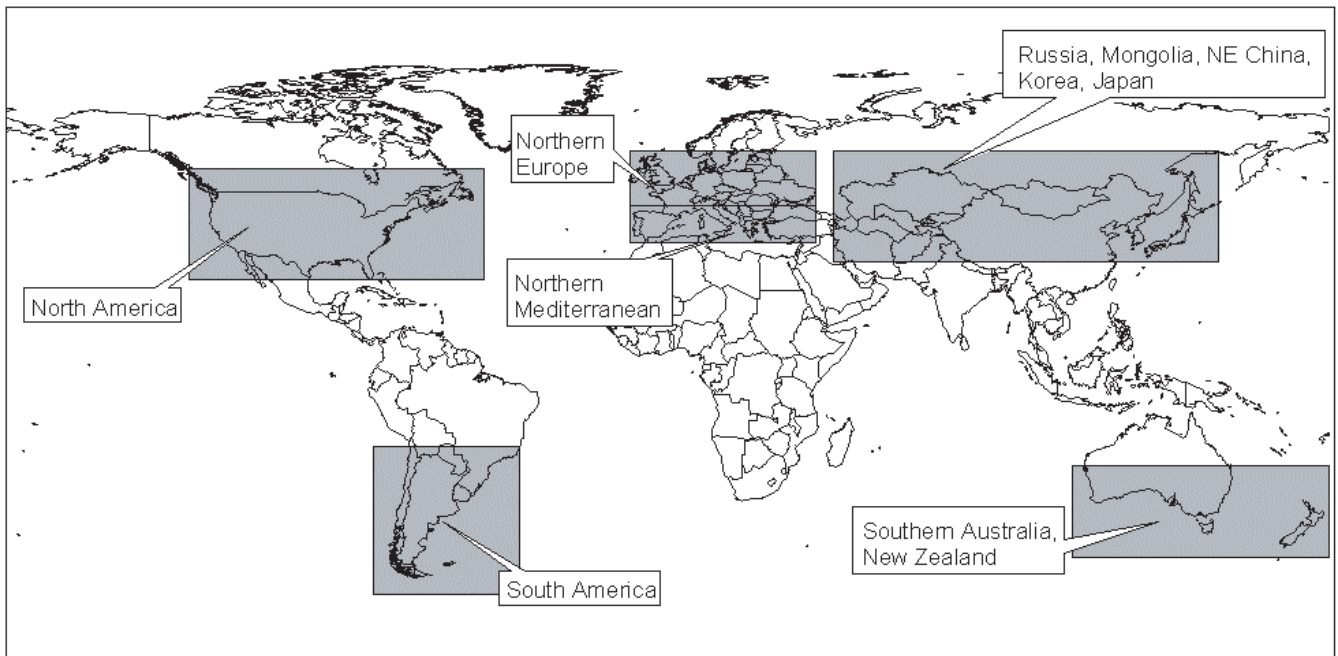 Russia, Mongolia, NE China,
Korea, Japan
Northern
Europe
North America
Northern
Mediterranean
Southern Australia,
New Zealand
South America